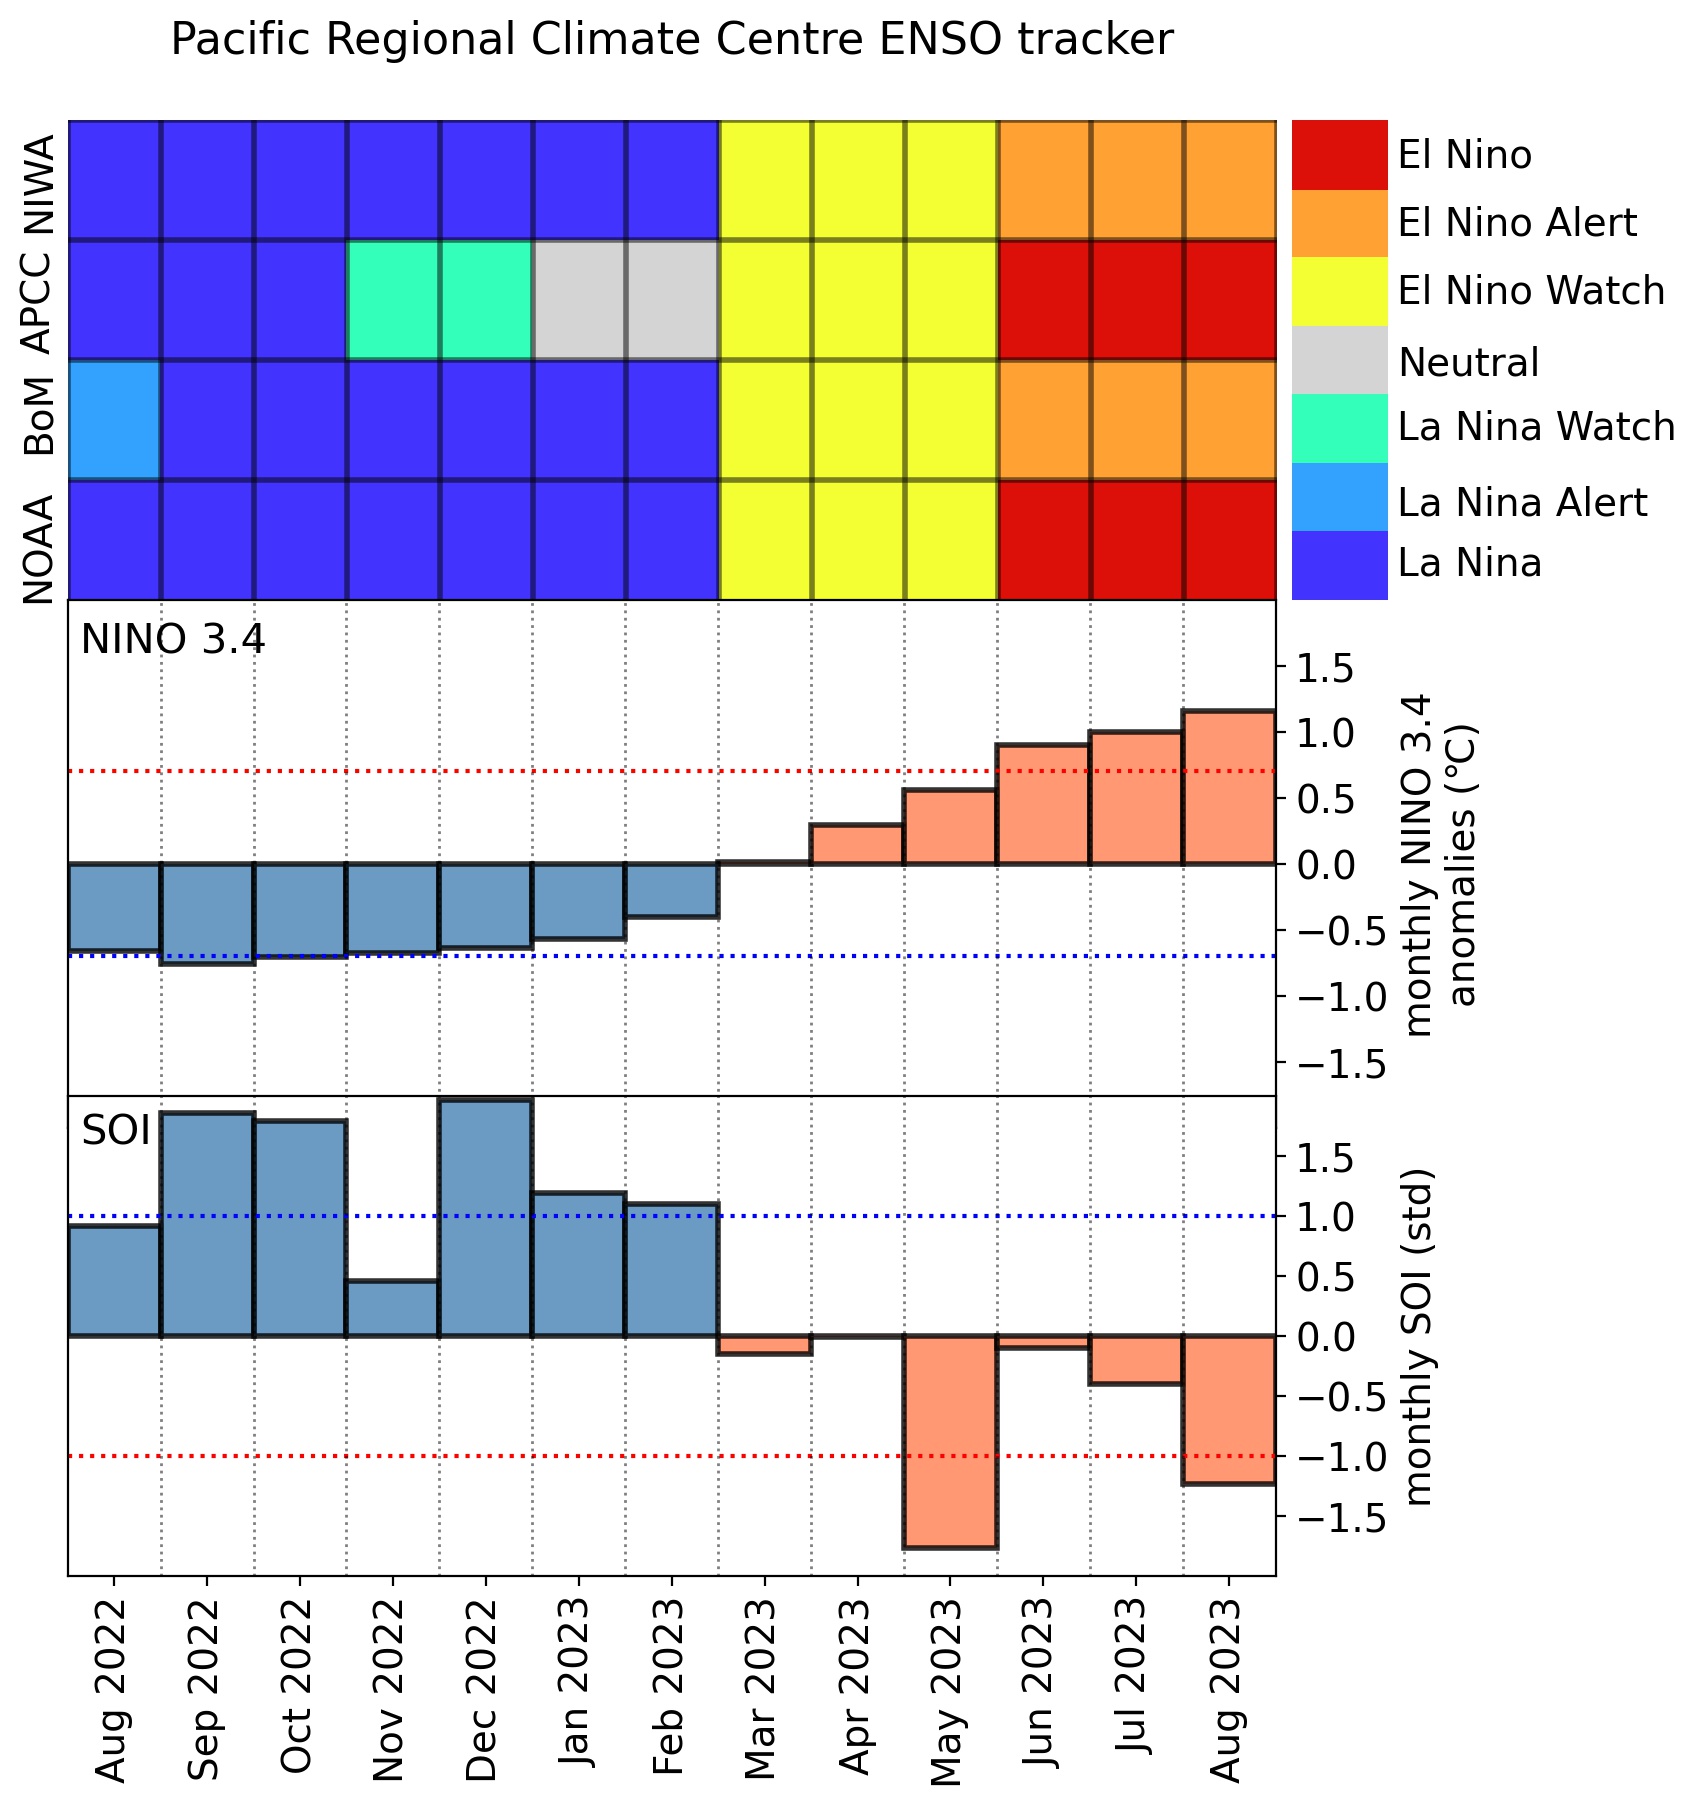 Pacific Regional Climate Centre ENSO tracker
NIWA
APCC
BoM
NOAA
El Nino
El Nino Alert
El Nino Watch
Neutral
La Nina Watch
La Nina Alert
La Nina
NINO 3.4
1.5
1.0
0.5
0.0
−0.5
−1.0
−1.5
monthly NINO 3.4
anomalies (°C)
SOI
1.5
1.0
0.5
0.0
−0.5
−1.0
−1.5
monthly SOI (std)
Aug 2022
Sep 2022
Oct 2022
Nov 2022
Dec 2022
Jan 2023
Feb 2023
Mar 2023
Apr 2023
May 2023
Jun 2023
Jul 2023
Aug 2023